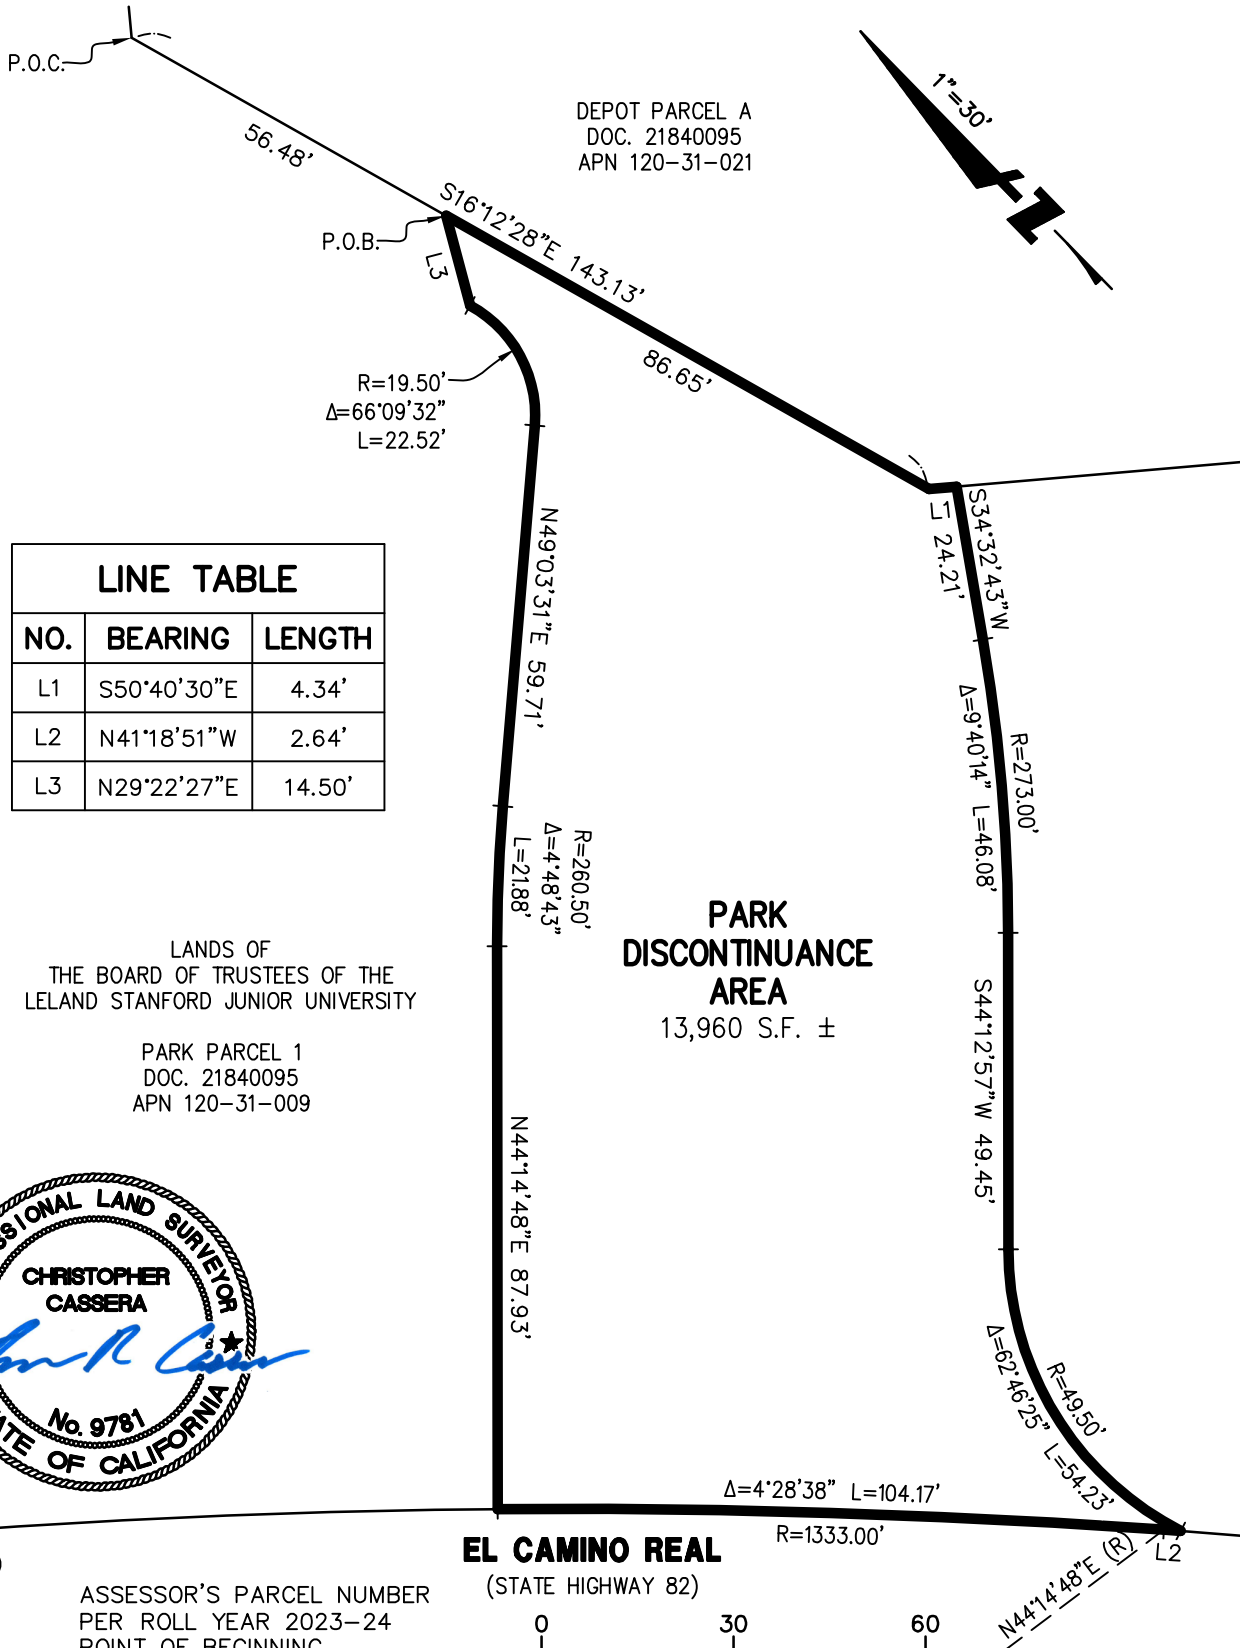 P.O.C.
56.48'
DEPOT PARCEL A
DOC. 21840095
APN 120-31-021
1"=30'
Z
P.O.B.
S16°12'28"E 143.13'
L3
86.65'
R=19.50'
Δ=66°09'32"
L=22.52'
L1
24.21'
S34°32'43"W
N49°03'31"E 59.71'
LINE TABLE
NO. BEARING LENGTH
L1 S50°40'30"E 4.34'
L2 N41°18'51"W 2.64'
L3 N29°22'27"E 14.50'
Δ=9°40'14" L=46.08'
R=273.00'
R=260.50'
Δ=4°48'43"
L=21.88'
PARK
DISCONTINUANCE
AREA
13,960 S.F. ±
LANDS OF
THE BOARD OF TRUSTEES OF THE
LELAND STANFORD JUNIOR UNIVERSITY
PARK PARCEL 1
DOC. 21840095
APN 120-31-009
S44°12'57"W 49.45'
N44°14'48"E 87.93'
SSIONAL LAND SURVEYOR
CHRISTOPHER
CASSERA
No. 9781
ATE OF CALIFORNIA
R=49.50'
Δ=62°46'25" L=54.23'
Δ=4°28'38" L=104.17'
R=1333.00'
EL CAMINO REAL
(STATE HIGHWAY 82)
N44°14'48"E (R)
L2
ASSESSOR'S PARCEL NUMBER
PER ROLL YEAR 2023-24
POINT OF BEGINNING
0 30 60